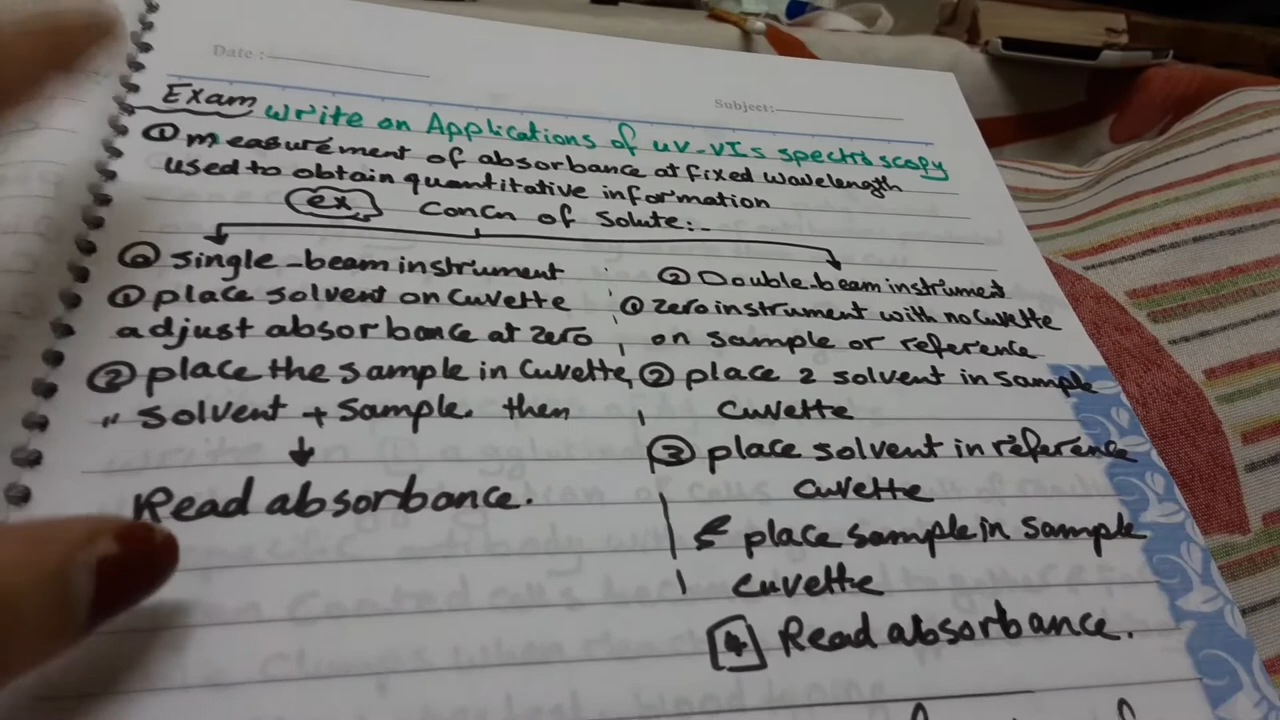 Date :
Subject:
Exam write on Applications of uv-vIs spectroscapy
① measurement of absorbance at fixed wavelength
used to obtain quantitative information
ex Concn of solute:-
ⓐ single-beam instrument
① place solvent on Cuvette
adjust absorbance at zero
② place the sample in Cuvette
" solvent + sample. then
↓
Read absorbance.
② Double-beam instrument
① zero instrument with no Cuvette
on sample or reference
② place 2 solvent in sample
Cuvette
③ place solvent in reference
Cuvette
place sample in sample
Cuvette
4 Read absorbance.